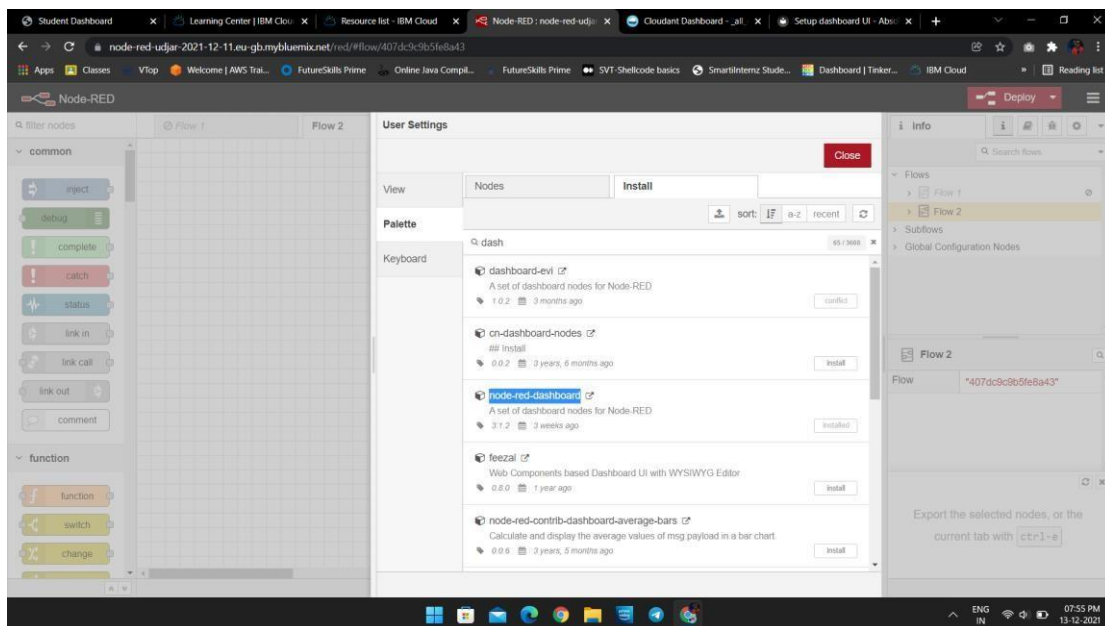 Student Dashboard
Learning Center | IBM Clou
Resource list - IBM Cloud
Node-RED : node-red-udja
Cloudant Dashboard - _all_
Setup dashboard UI - Abs
node-red-udjar-2021-12-11.eu-gb.mybluemix.net/red/#flow/407dc9c9b5fe8a43
Apps
Classes
VTop
Welcome | AWS Trai...
FutureSkills Prime
Online Java Compil...
FutureSkills Prime
SVT-Shellcode basics
SmartiInternz Stude...
Dashboard | Tinker...
IBM Cloud
Reading list
Node-RED
Deploy
filter nodes
Flow 1
Flow 2
User Settings
info
Close
Search flows
common
inject
debug
complete
catch
status
link in
link call
link out
comment
function
function
switch
change
View
Palette
Keyboard
Nodes
Install
sort:
a-z
recent
dash
dashboard-evi
A set of dashboard nodes for Node-RED
1.0.2 3 months ago
conflict
cn-dashboard-nodes
## Install
0.0.2 3 years, 6 months ago
install
node-red-dashboard
A set of dashboard nodes for Node-RED
3.1.2 3 weeks ago
installed
feezal
Web Components based Dashboard UI with WYSIWYG Editor
0.8.0 1 year ago
install
node-red-contrib-dashboard-average-bars
Calculate and display the average values of msg payload in a bar chart
0.0.6 3 years, 5 months ago
install
Flows
Flow 1
Flow 2
Subflows
Global Configuration Nodes
Flow 2
Flow "407dc9c9b5fe8a43"
Export the selected nodes, or the
current tab with ctrl-e
ENG
IN
07:55 PM
13-12-2021